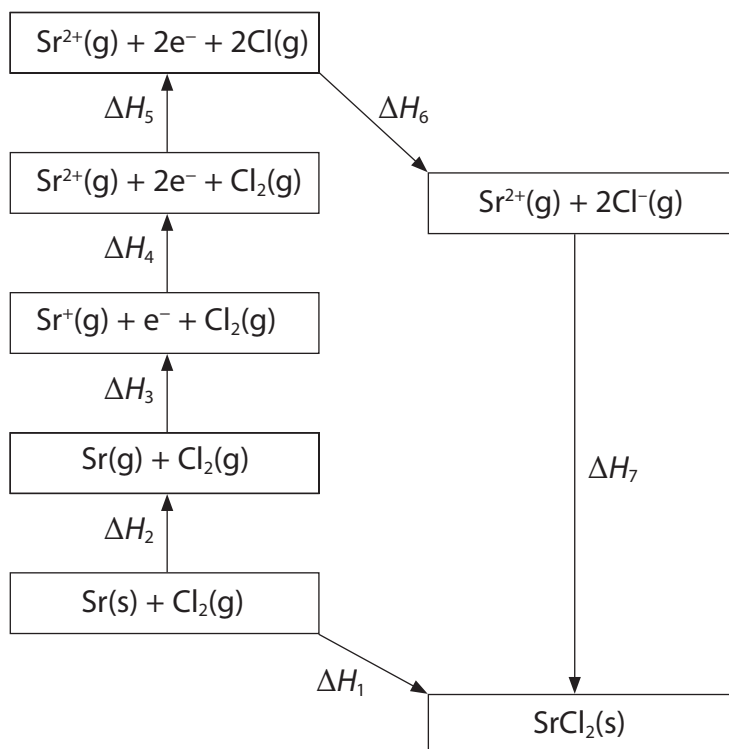 Sr²⁺(g) + 2e⁻ + 2Cl(g)
ΔH₅
ΔH₆
Sr²⁺(g) + 2e⁻ + Cl₂(g)
Sr²⁺(g) + 2Cl⁻(g)
ΔH₄
Sr⁺(g) + e⁻ + Cl₂(g)
ΔH₃
Sr(g) + Cl₂(g)
ΔH₇
ΔH₂
Sr(s) + Cl₂(g)
ΔH₁
SrCl₂(s)